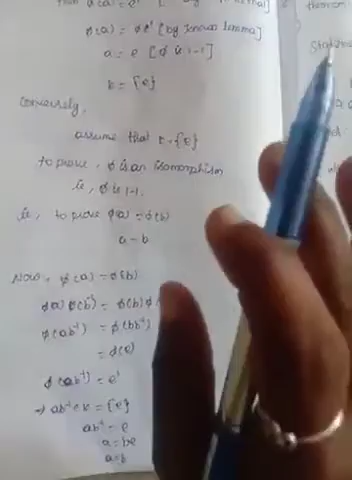 φ(a) = e' [by known lemma]
a = e [φ is 1-1]
k = {e}
Conversely,
assume that k = {e}
to prove, φ is an isomorphism
ie, φ is 1-1.
ie, to prove φ(a) = φ(b)
a = b
Now, φ(a) = φ(b)
φ(a) φ(b⁻¹) = φ(b) φ
φ(ab⁻¹) = φ(bb⁻¹)
= φ(e)
φ(ab⁻¹) = e'
⇒ ab⁻¹ ∈ k = {e}
ab⁻¹ = e
a = be
a = b
theorem